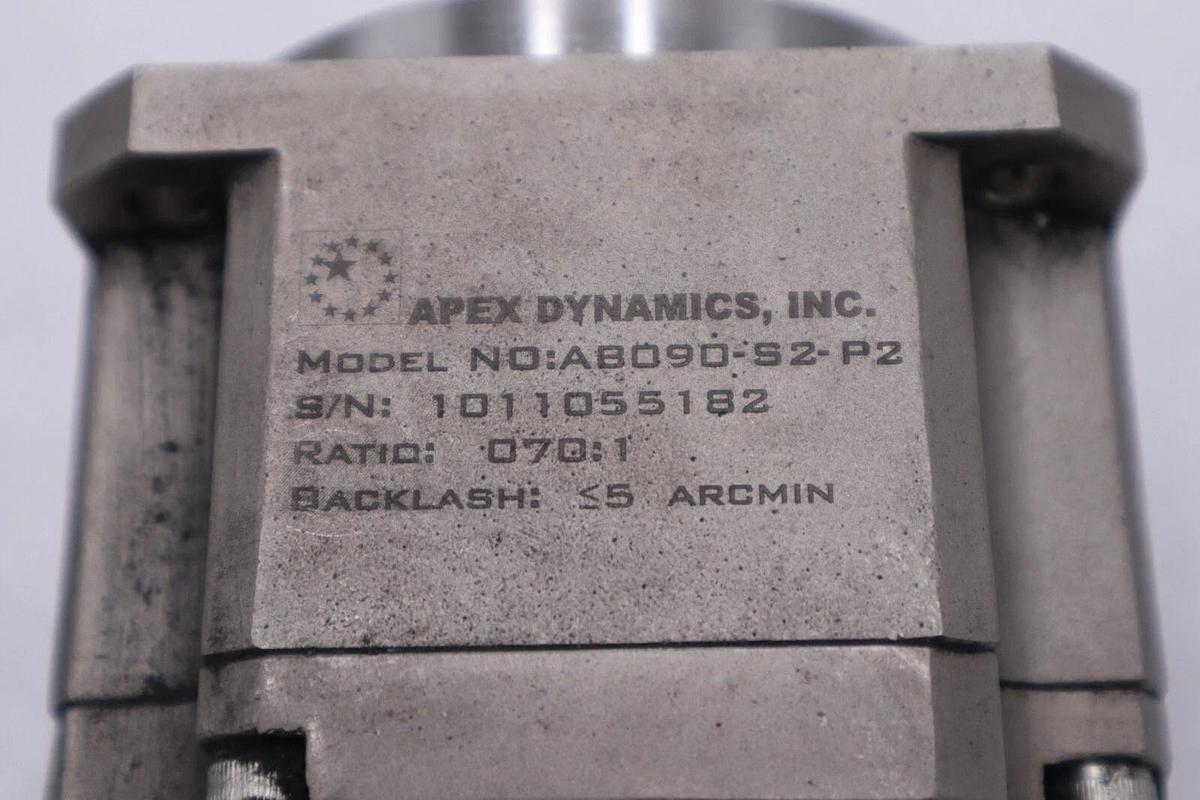 APEX DYNAMICS, INC.
MODEL NO:AB090-S2-P2
S/N: 1011055182
RATIO: 070:1
BACKLASH: ≤5 ARCMIN